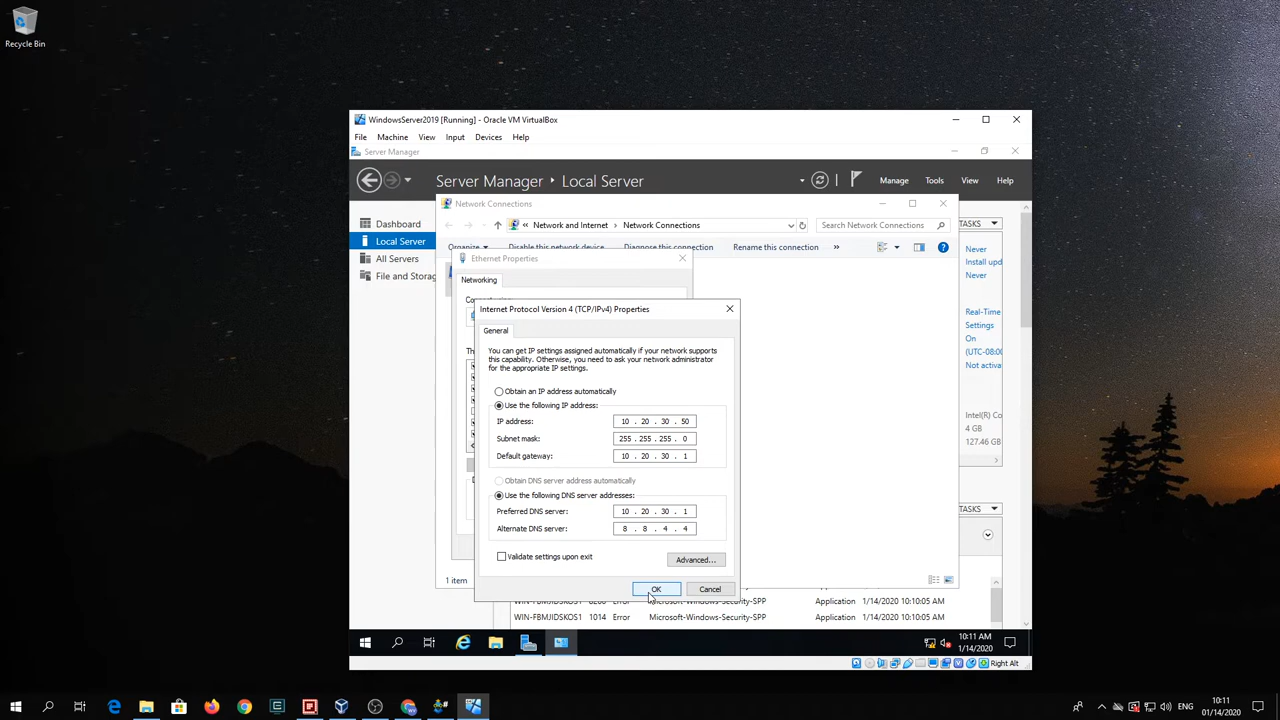 Recycle Bin
WindowsServer2019 [Running] - Oracle VM VirtualBox
File Machine View Input Devices Help
Server Manager
Server Manager Local Server
Manage Tools View Help
Dashboard
Local Server
All Servers
File and Storag
Network Connections
« Network and Internet › Network Connections
Search Network Connections
Organize Disable this network device Diagnose this connection Rename this connection »
TASKS
Never
Install upd
Never
Real-Time
Settings
On
(UTC-08:00
Not activa
Intel(R) Co
4 GB
127.46 GB
TASKS
Ethernet Properties
Networking
Internet Protocol Version 4 (TCP/IPv4) Properties
General
You can get IP settings assigned automatically if your network supports
this capability. Otherwise, you need to ask your network administrator
for the appropriate IP settings.
Obtain an IP address automatically
Use the following IP address:
IP address: 10 . 20 . 30 . 50
Subnet mask: 255 . 255 . 255 . 0
Default gateway: 10 . 20 . 30 . 1
Obtain DNS server address automatically
Use the following DNS server addresses:
Preferred DNS server: 10 . 20 . 30 . 1
Alternate DNS server: 8 . 8 . 4 . 4
Validate settings upon exit
Advanced...
OK Cancel
1 item
Error Microsoft-Windows-Security-SPP Application 1/14/2020 10:10:05 AM
WIN-FBMJIDSKOS1 1014 Error Microsoft-Windows-Security-SPP Application 1/14/2020 10:10:05 AM
10:11 AM
1/14/2020
Right Alt
ENG
10:11
01/14/2020